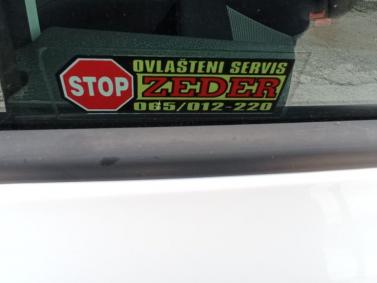 STOP
OVLAŠTENI SERVIS
ZEDER
065/012-220